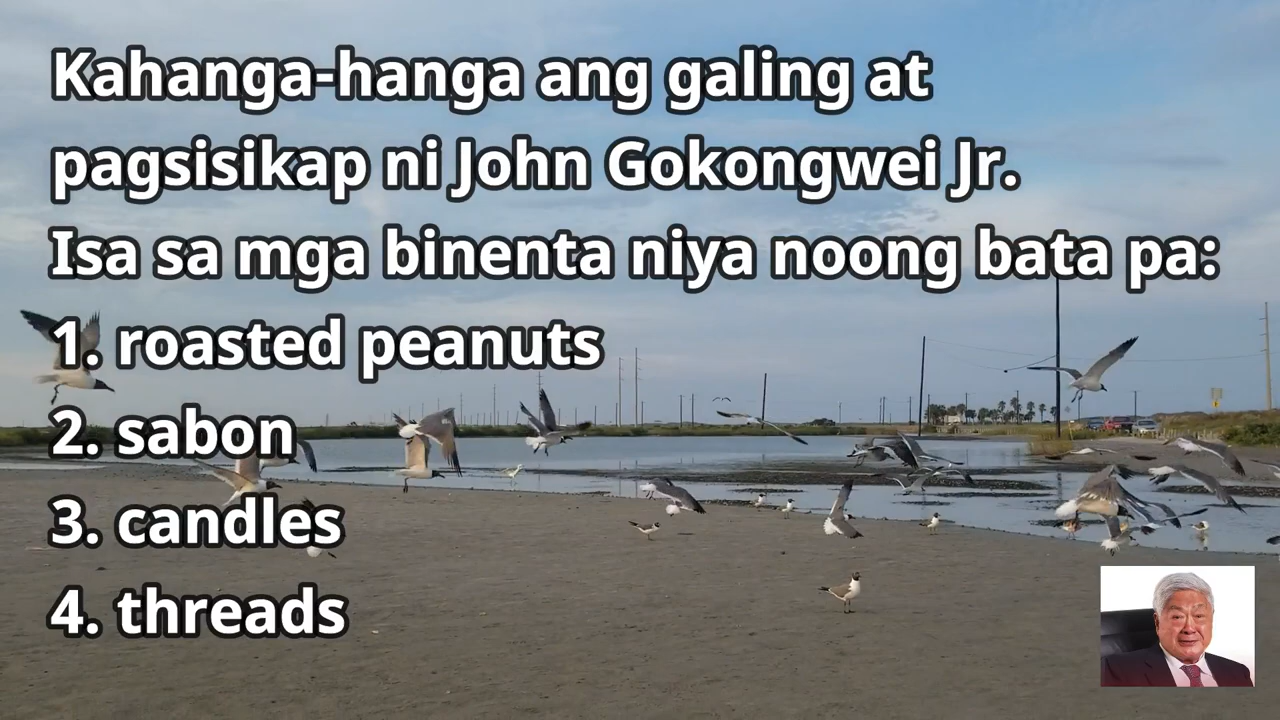 Kahanga-hanga ang galing at
pagsisikap ni John Gokongwei Jr.
Isa sa mga binenta niya noong bata pa:
1. roasted peanuts
2. sabon
3. candles
4. threads